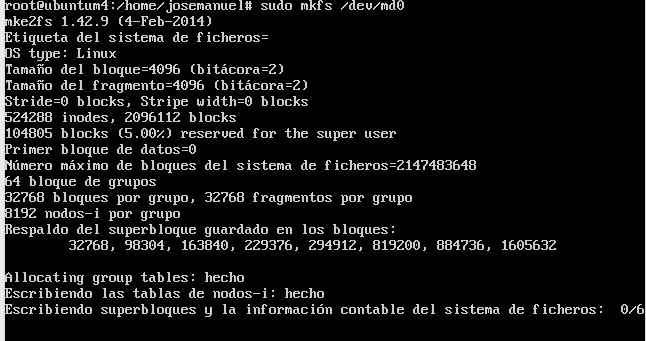 root@ubuntum4:/home/josemanuel# sudo mkfs /dev/md0
mke2fs 1.42.9 (4-Feb-2014)
Etiqueta del sistema de ficheros=
OS type: Linux
Tamaño del bloque=4096 (bitácora=2)
Tamaño del fragmento=4096 (bitácora=2)
Stride=0 blocks, Stripe width=0 blocks
524288 inodes, 2096112 blocks
104805 blocks (5.00%) reserved for the super user
Primer bloque de datos=0
Número máximo de bloques del sistema de ficheros=2147483648
64 bloque de grupos
32768 bloques por grupo, 32768 fragmentos por grupo
8192 nodos-i por grupo
Respaldo del superbloque guardado en los bloques:
32768, 98304, 163840, 229376, 294912, 819200, 884736, 1605632
Allocating group tables: hecho
Escribiendo las tablas de nodos-i: hecho
Escribiendo superbloques y la información contable del sistema de ficheros:  0/6